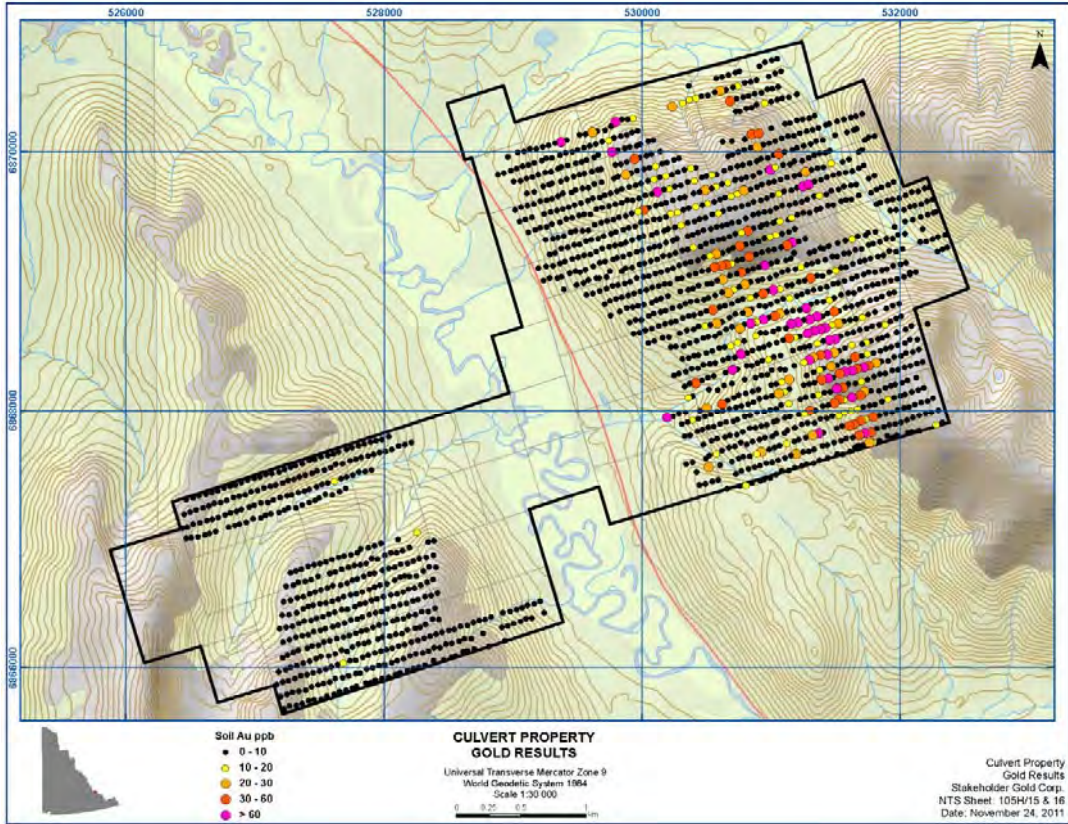 526000 528000 530000 532000
N
6870000
6868000
6866000
Soil Au ppb
0 - 10
10 - 20
20 - 30
30 - 60
> 60
CULVERT PROPERTY
GOLD RESULTS
Universal Transverse Mercator Zone 9
World Geodetic System 1984
Scale 1:30 000
0 0.25 0.5 1
km
Culvert Property
Gold Results
Stakeholder Gold Corp.
NTS Sheet: 105H/15 & 16
Date: November 24, 2011